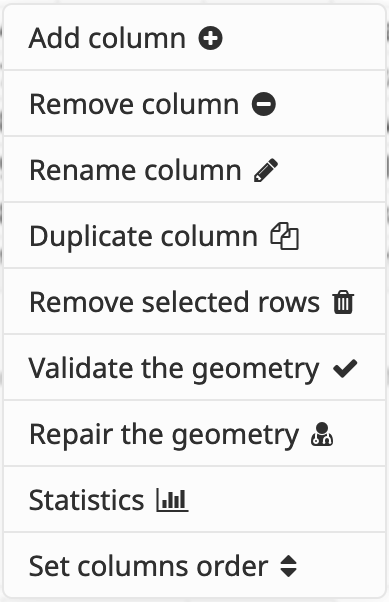 Add column
Remove column
Rename column
Duplicate column
Remove selected rows
Validate the geometry
Repair the geometry
Statistics
Set columns order